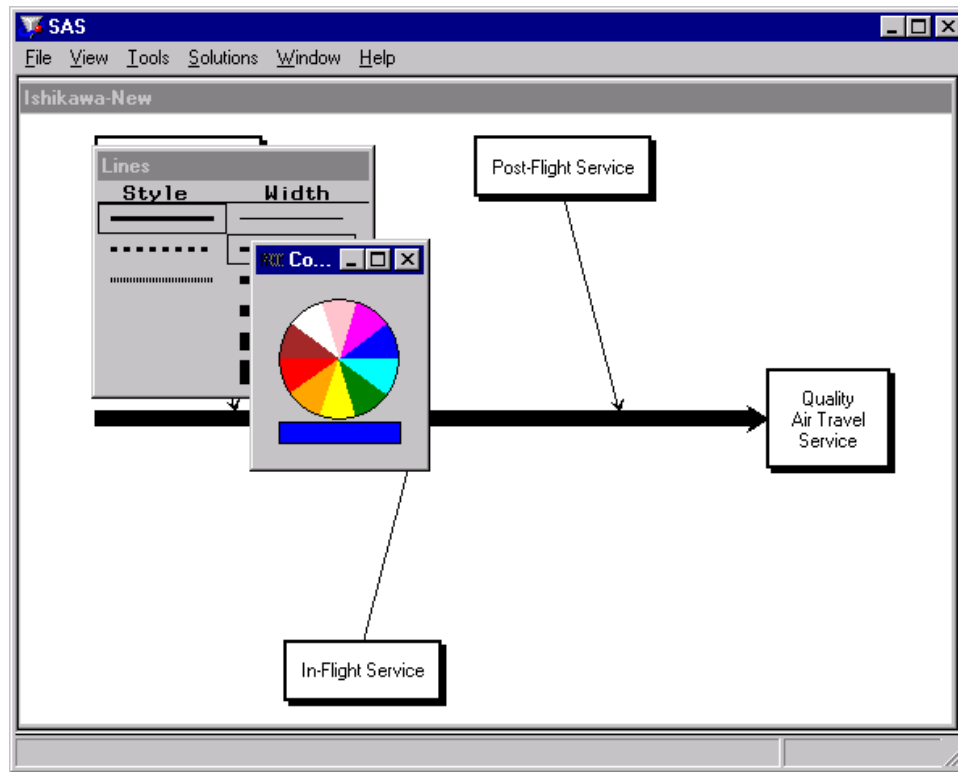 SAS
File View Tools Solutions Window Help
Ishikawa-New
Lines
Style Width
Post-Flight Service
Co...
Quality
Air Travel
Service
In-Flight Service